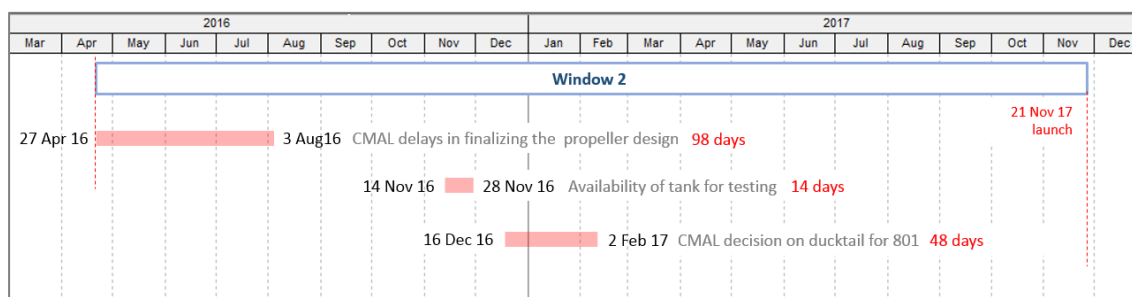 2016 2017
Mar Apr May Jun Jul Aug Sep Oct Nov Dec Jan Feb Mar Apr May Jun Jul Aug Sep Oct Nov Dec
Window 2
21 Nov 17
launch
27 Apr 16 3 Aug16 CMAL delays in finalizing the propeller design 98 days
14 Nov 16 28 Nov 16 Availability of tank for testing 14 days
16 Dec 16 2 Feb 17 CMAL decision on ducktail for 801 48 days